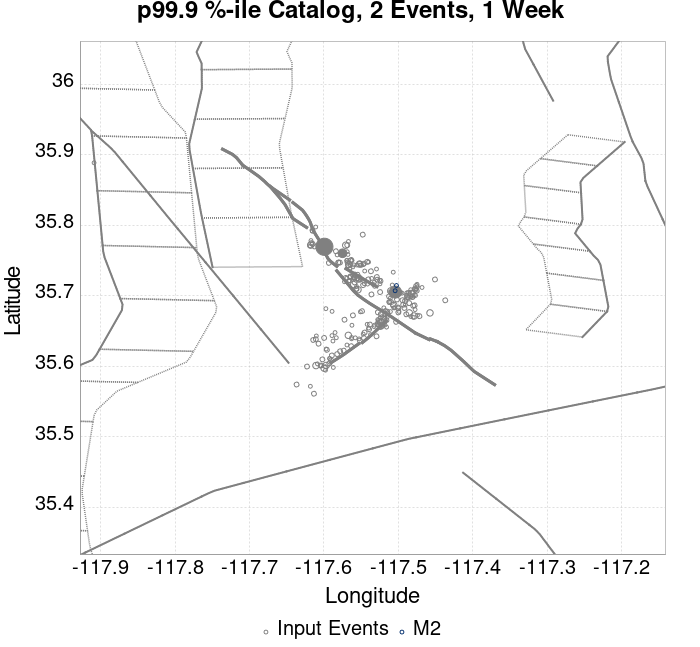 p99.9 %-ile Catalog, 2 Events, 1 Week
36
35.9
35.8
35.7
35.6
35.5
35.4
Latitude
-117.9 -117.8 -117.7 -117.6 -117.5 -117.4 -117.3 -117.2
Longitude
Input Events M2